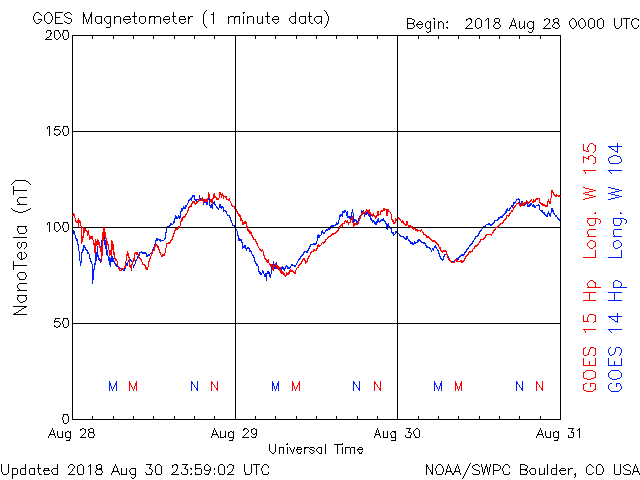 GOES Magnetometer (1 minute data)
Begin: 2018 Aug 28 0000 UTC
200
150
100
50
0
NanoTesla (nT)
M M N N M M N N M M N N
Aug 28 Aug 29 Aug 30 Aug 31
Universal Time
GOES 15 Hp Long. W 135
GOES 14 Hp Long. W 104
Updated 2018 Aug 30 23:59:02 UTC
NOAA/SWPC Boulder, CO USA